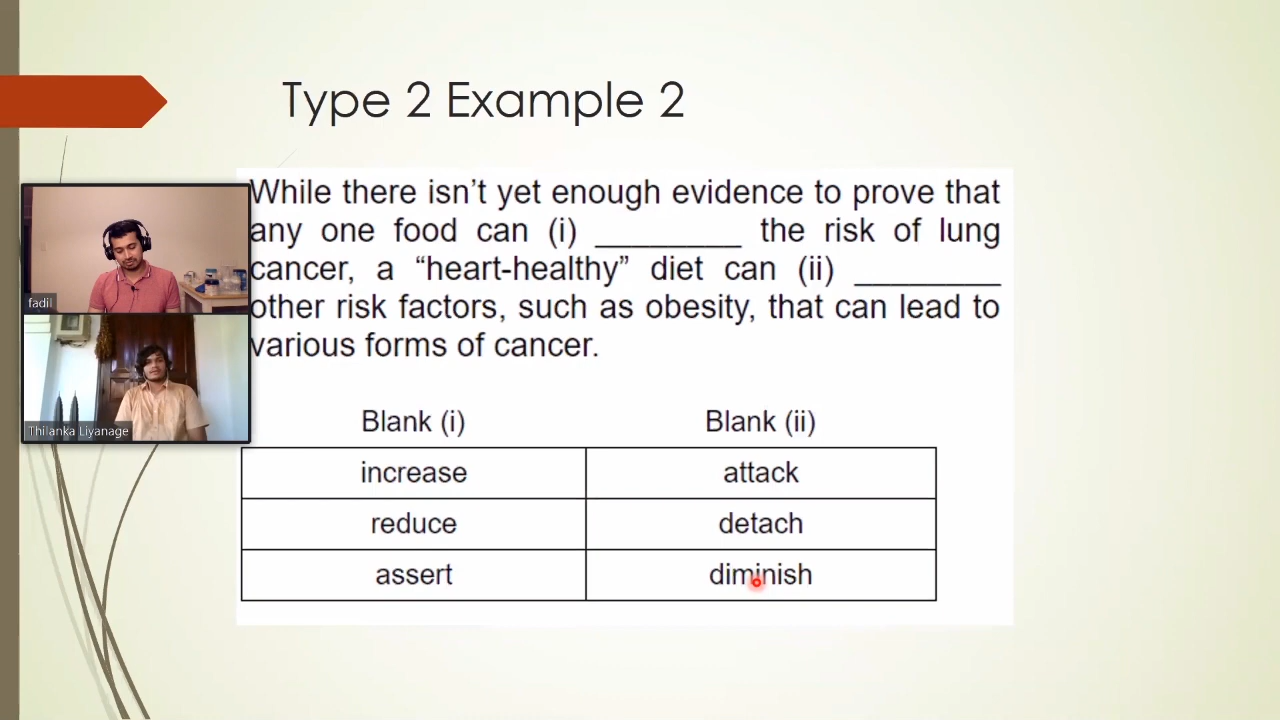 Type 2 Example 2
While there isn’t yet enough evidence to prove that
any one food can (i) ________ the risk of lung
cancer, a “heart-healthy” diet can (ii) ________
other risk factors, such as obesity, that can lead to
various forms of cancer.
fadil
Thilanka Liyanage
Blank (i) Blank (ii)
increase attack
reduce detach
assert diminish